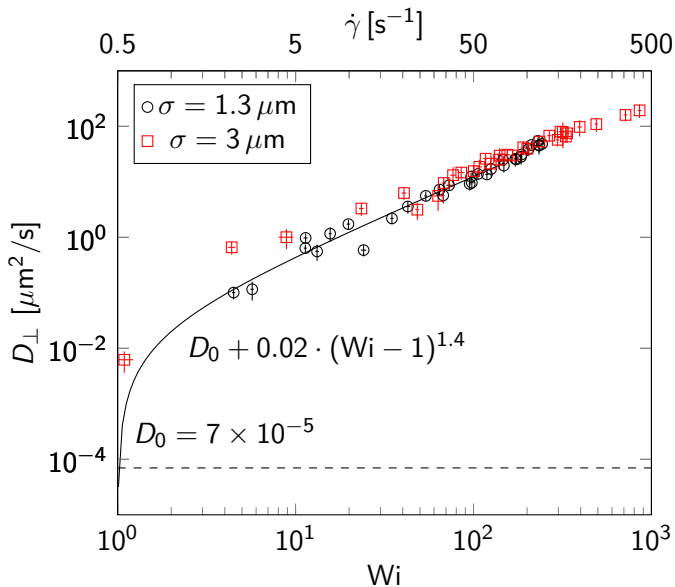 γ̇ [s⁻¹]
0.5 5 50 500
σ = 1.3 μm
σ = 3 μm
10²
10⁰
10⁻²
10⁻⁴
D⊥ [μm²/s]
D₀ + 0.02 · (Wi − 1)¹·⁴
D₀ = 7 × 10⁻⁵
10⁰ 10¹ 10² 10³
Wi